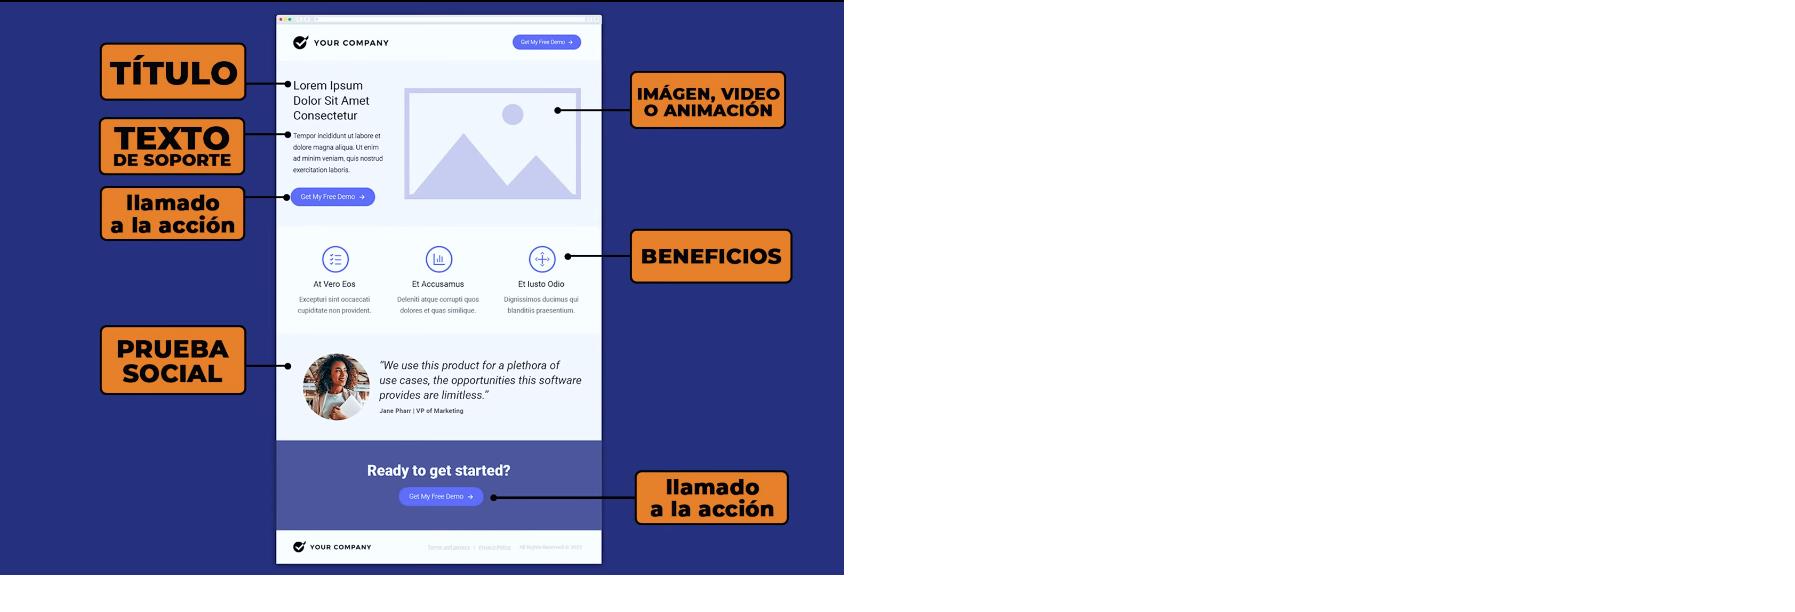 YOUR COMPANY
Get My Free Demo →
TÍTULO
Lorem Ipsum
Dolor Sit Amet
Consectetur
IMÁGEN, VIDEO
O ANIMACIÓN
TEXTO
DE SOPORTE
Tempor incididunt ut labore et
dolore magna aliqua. Ut enim
ad minim veniam, quis nostrud
exercitation laboris.
llamado
a la acción
Get My Free Demo →
BENEFICIOS
At Vero Eos
Excepturi sint occaecati
cupiditate non provident.
Et Accusamus
Deleniti atque corrupti quos
dolores et quas similique.
Et Iusto Odio
Dignissimos ducimus qui
blanditiis praesentium.
PRUEBA
SOCIAL
“We use this product for a plethora of
use cases, the opportunities this software
provides are limitless.”
Jane Pharr | VP of Marketing
Ready to get started?
Get My Free Demo →
llamado
a la acción
YOUR COMPANY
Privacy Policy
All Rights Reserved ©